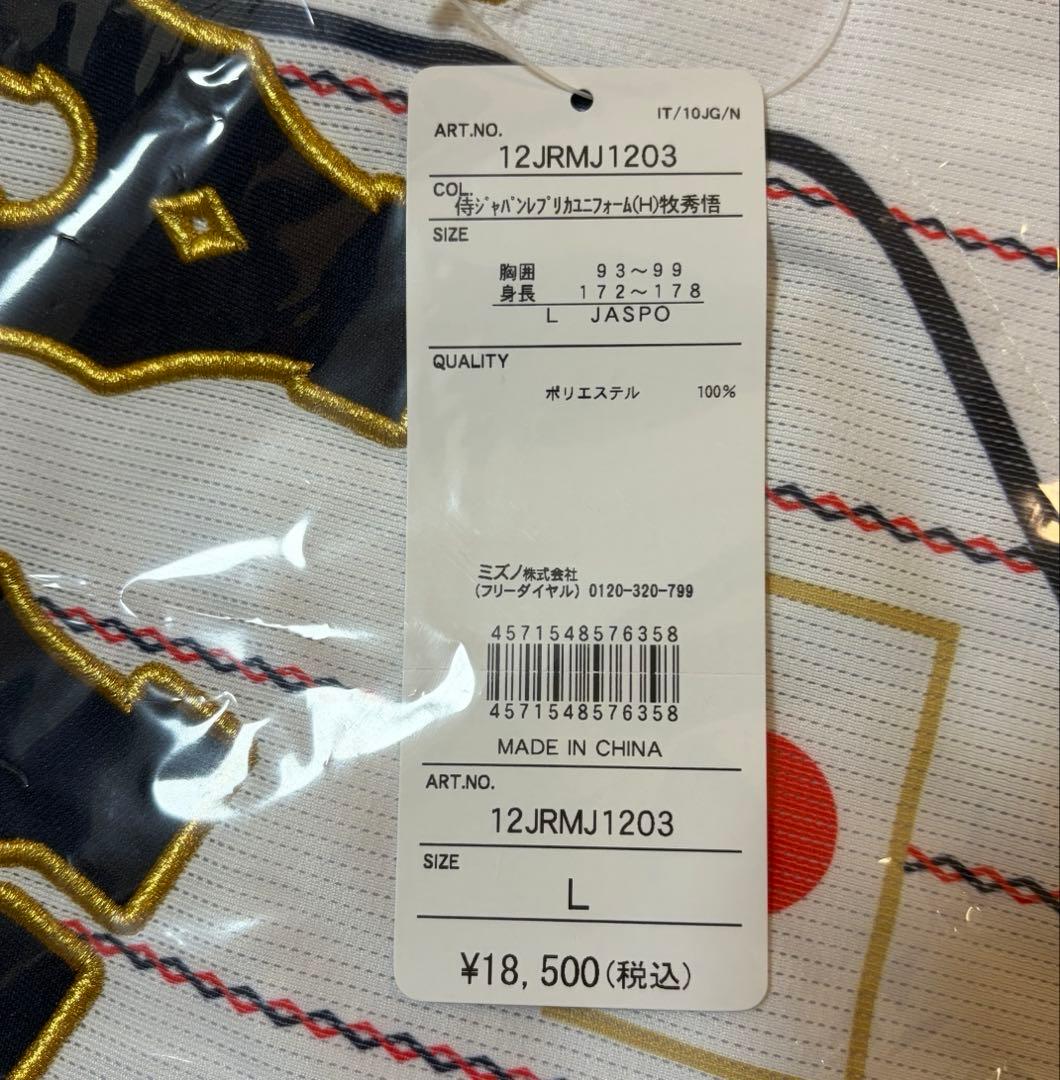 IT/10JG/N
ART.NO.
12JRMJ1203
COL.
侍ｼﾞｬﾊﾟﾝﾚﾌﾟﾘｶﾕﾆﾌｫｰﾑ(H)牧秀悟
SIZE
胸囲 93～99
身長 172～178
L JASPO
QUALITY
ポリエステル 100%
ミズノ株式会社
(フリーダイヤル) 0120-320-799
4571548576358
4571548576358
MADE IN CHINA
ART.NO.
12JRMJ1203
SIZE
L
¥18,500(税込)